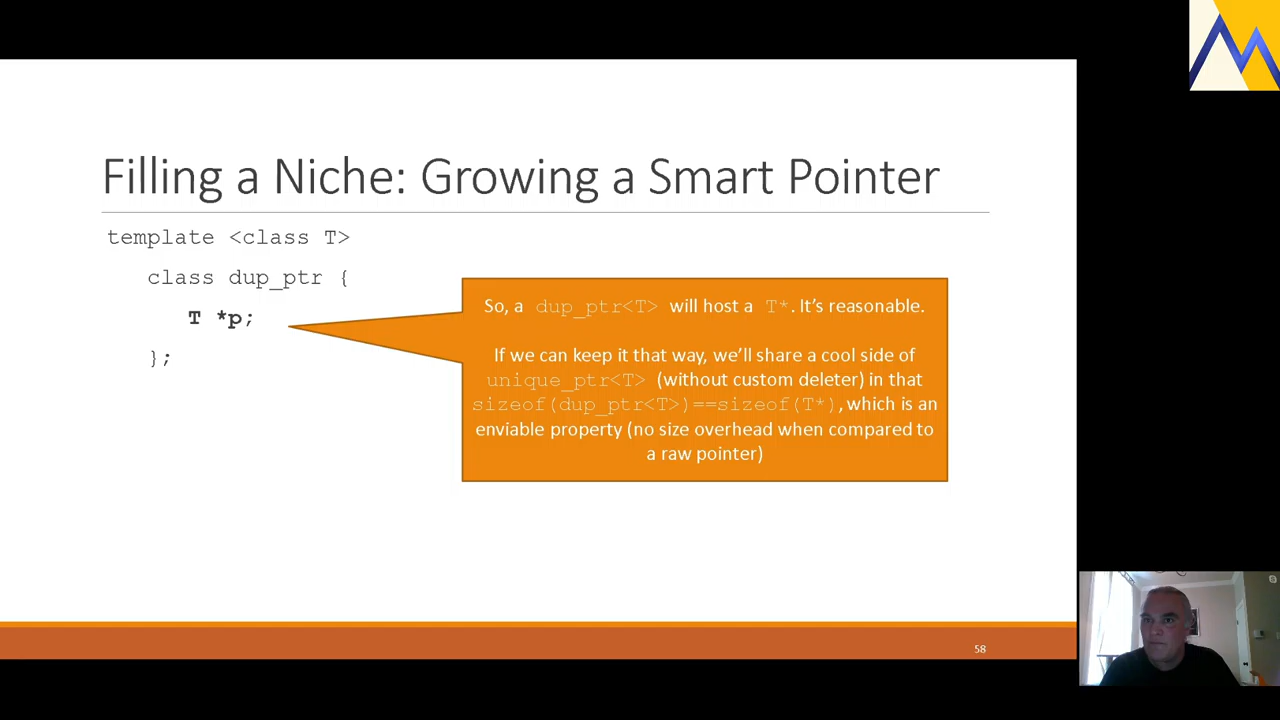 Filling a Niche: Growing a Smart Pointer
template <class T>
class dup_ptr {
T *p;
};
So, a dup_ptr<T> will host a T*. It’s reasonable.
If we can keep it that way, we’ll share a cool side of
unique_ptr<T> (without custom deleter) in that
sizeof(dup_ptr<T>)==sizeof(T*), which is an
enviable property (no size overhead when compared to
a raw pointer)
58